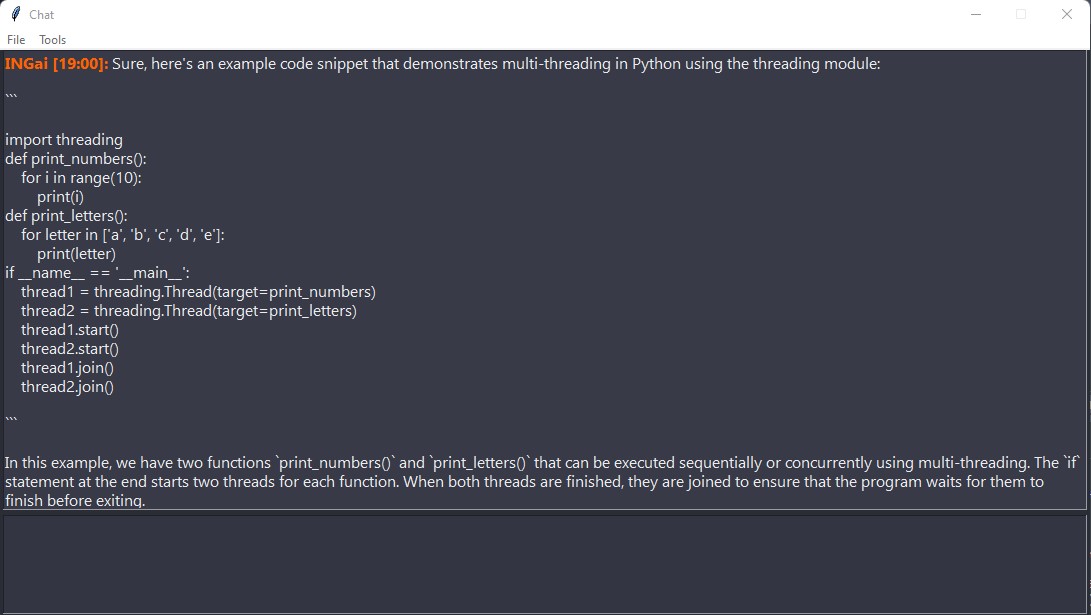 Chat
File Tools
INGai [19:00]: Sure, here's an example code snippet that demonstrates multi-threading in Python using the threading module:
```
import threading
def print_numbers():
    for i in range(10):
        print(i)
def print_letters():
    for letter in ['a', 'b', 'c', 'd', 'e']:
        print(letter)
if __name__ == '__main__':
    thread1 = threading.Thread(target=print_numbers)
    thread2 = threading.Thread(target=print_letters)
    thread1.start()
    thread2.start()
    thread1.join()
    thread2.join()
```
In this example, we have two functions `print_numbers()` and `print_letters()` that can be executed sequentially or concurrently using multi-threading. The `if`
statement at the end starts two threads for each function. When both threads are finished, they are joined to ensure that the program waits for them to
finish before exiting.